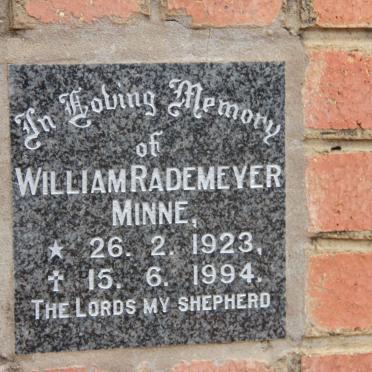 In Loving Memory
of
WILLIAM RADEMEYER
MINNE,
★ 26. 2. 1923,
✝ 15. 6. 1994.
THE LORDS MY SHEPHERD